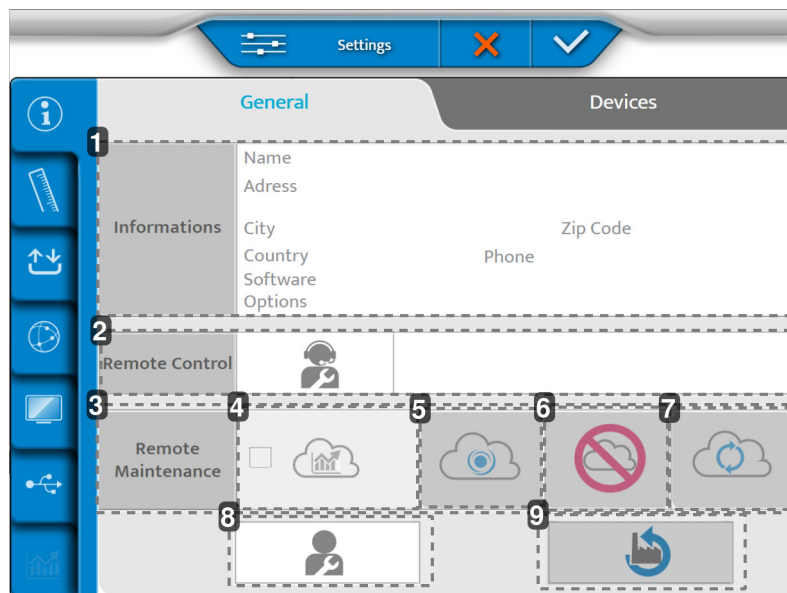 Settings
General
Devices
1
Informations
Name
Adress
City
Zip Code
Country
Phone
Software
Options
2
Remote Control
3
Remote
Maintenance
4
5
6
7
8
9